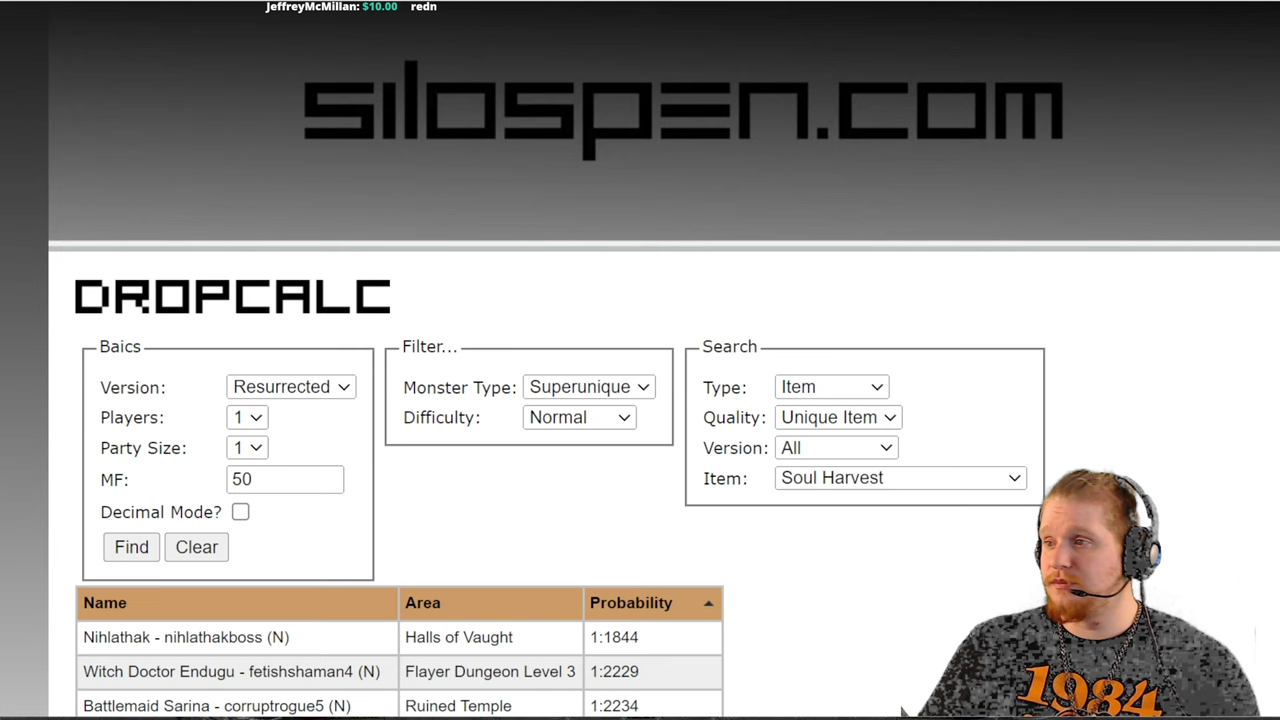 JeffreyMcMillan: $10.00 redn
silospen.com
DROPCALC
Baics
Version: Resurrected
Players: 1
Party Size: 1
MF: 50
Decimal Mode?
Find Clear
Filter...
Monster Type: Superunique
Difficulty: Normal
Search
Type: Item
Quality: Unique Item
Version: All
Item: Soul Harvest
Name Area Probability
Nihlathak - nihlathakboss (N) Halls of Vaught 1:1844
Witch Doctor Endugu - fetishshaman4 (N) Flayer Dungeon Level 3 1:2229
Battlemaid Sarina - corruptrogue5 (N) Ruined Temple 1:2234
1984